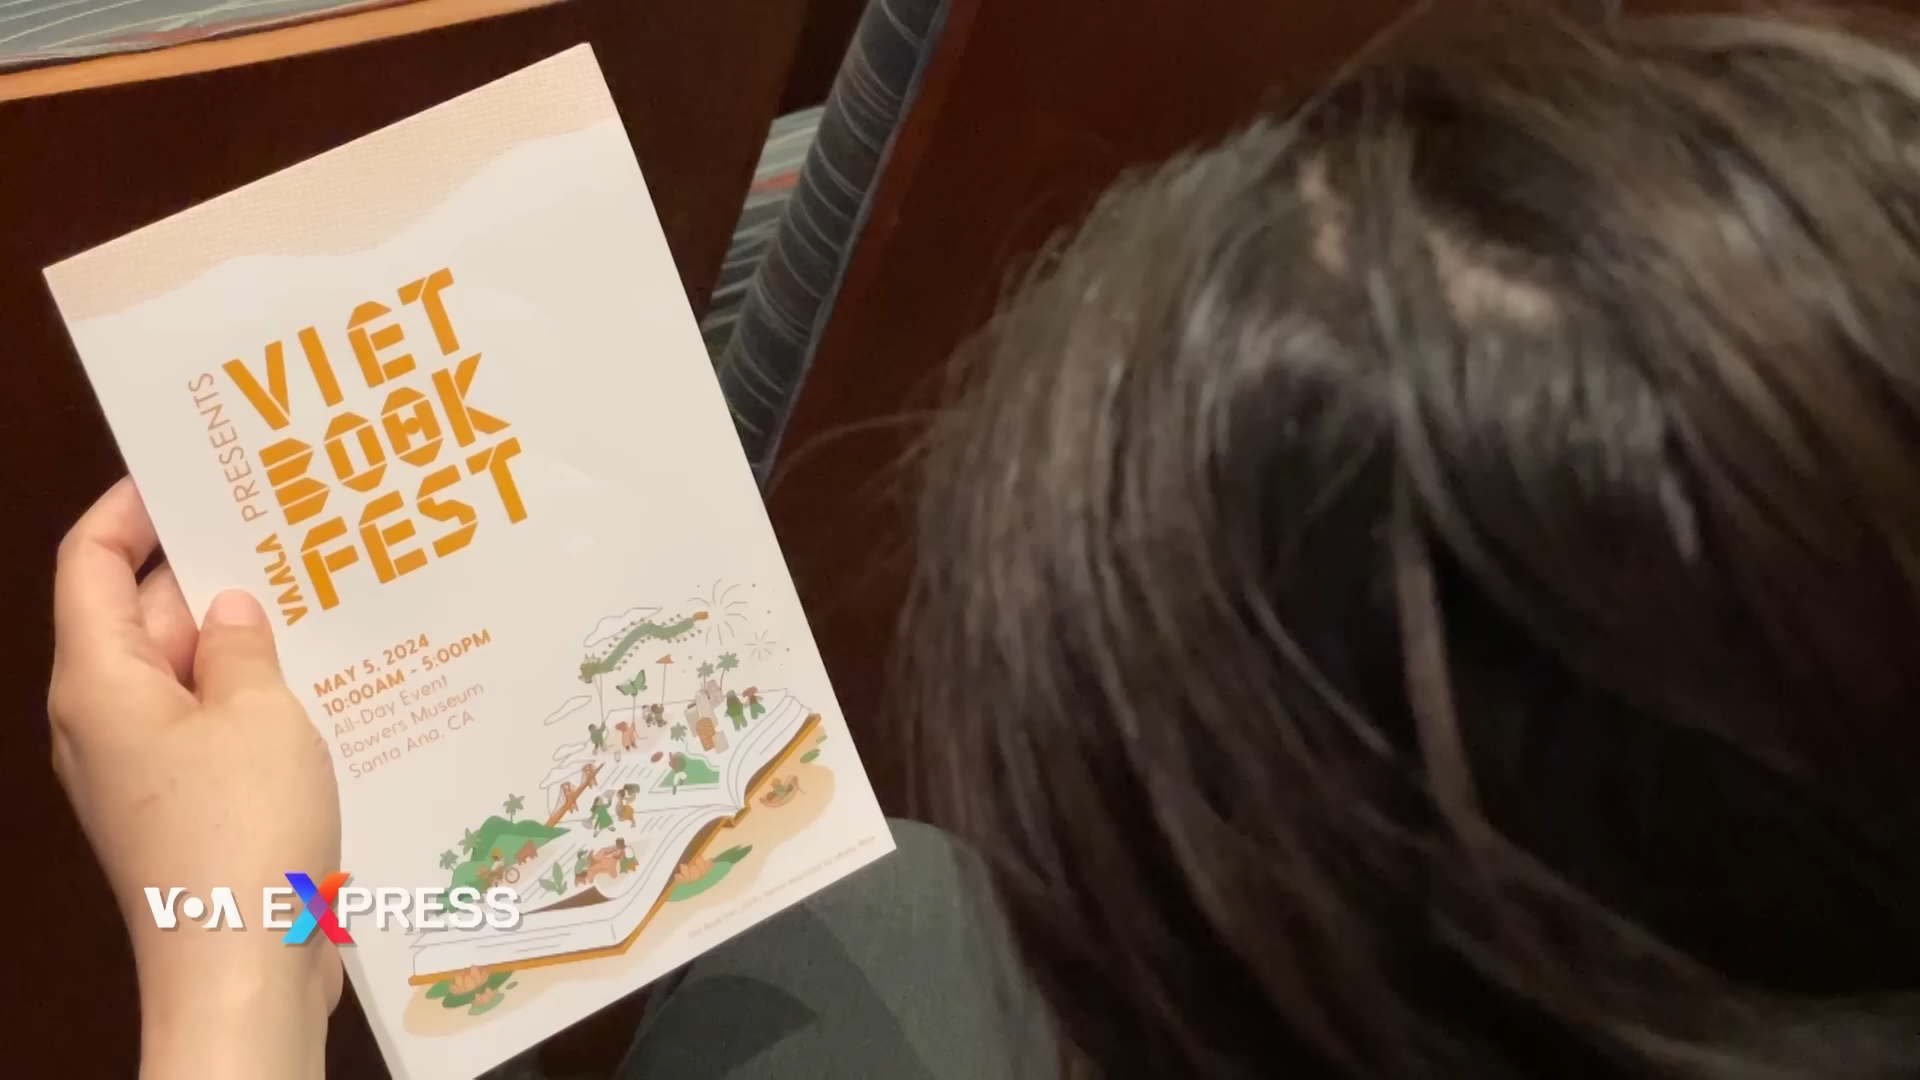 VAALA PRESENTS
VIET
BOOK
FEST
MAY 5, 2024
10:00AM - 5:00PM
All-Day Event
Bowers Museum
Santa Ana, CA
VOA EXPRESS